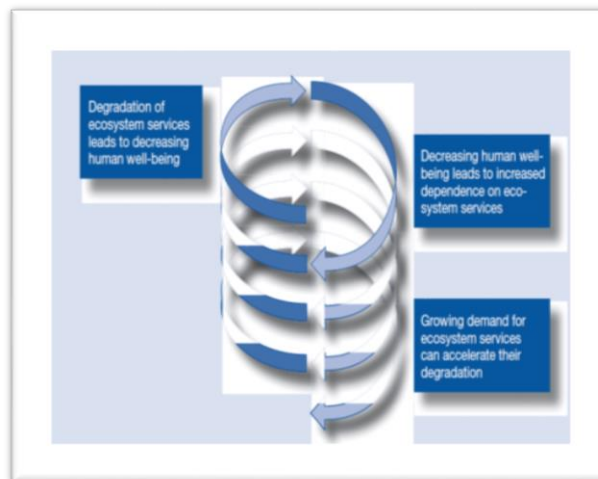 Degradation of
ecosystem services
leads to decreasing
human well-being
Decreasing human well-
being leads to increased
dependence on eco-
system services
Growing demand for
ecosystem services
can accelerate their
degradation